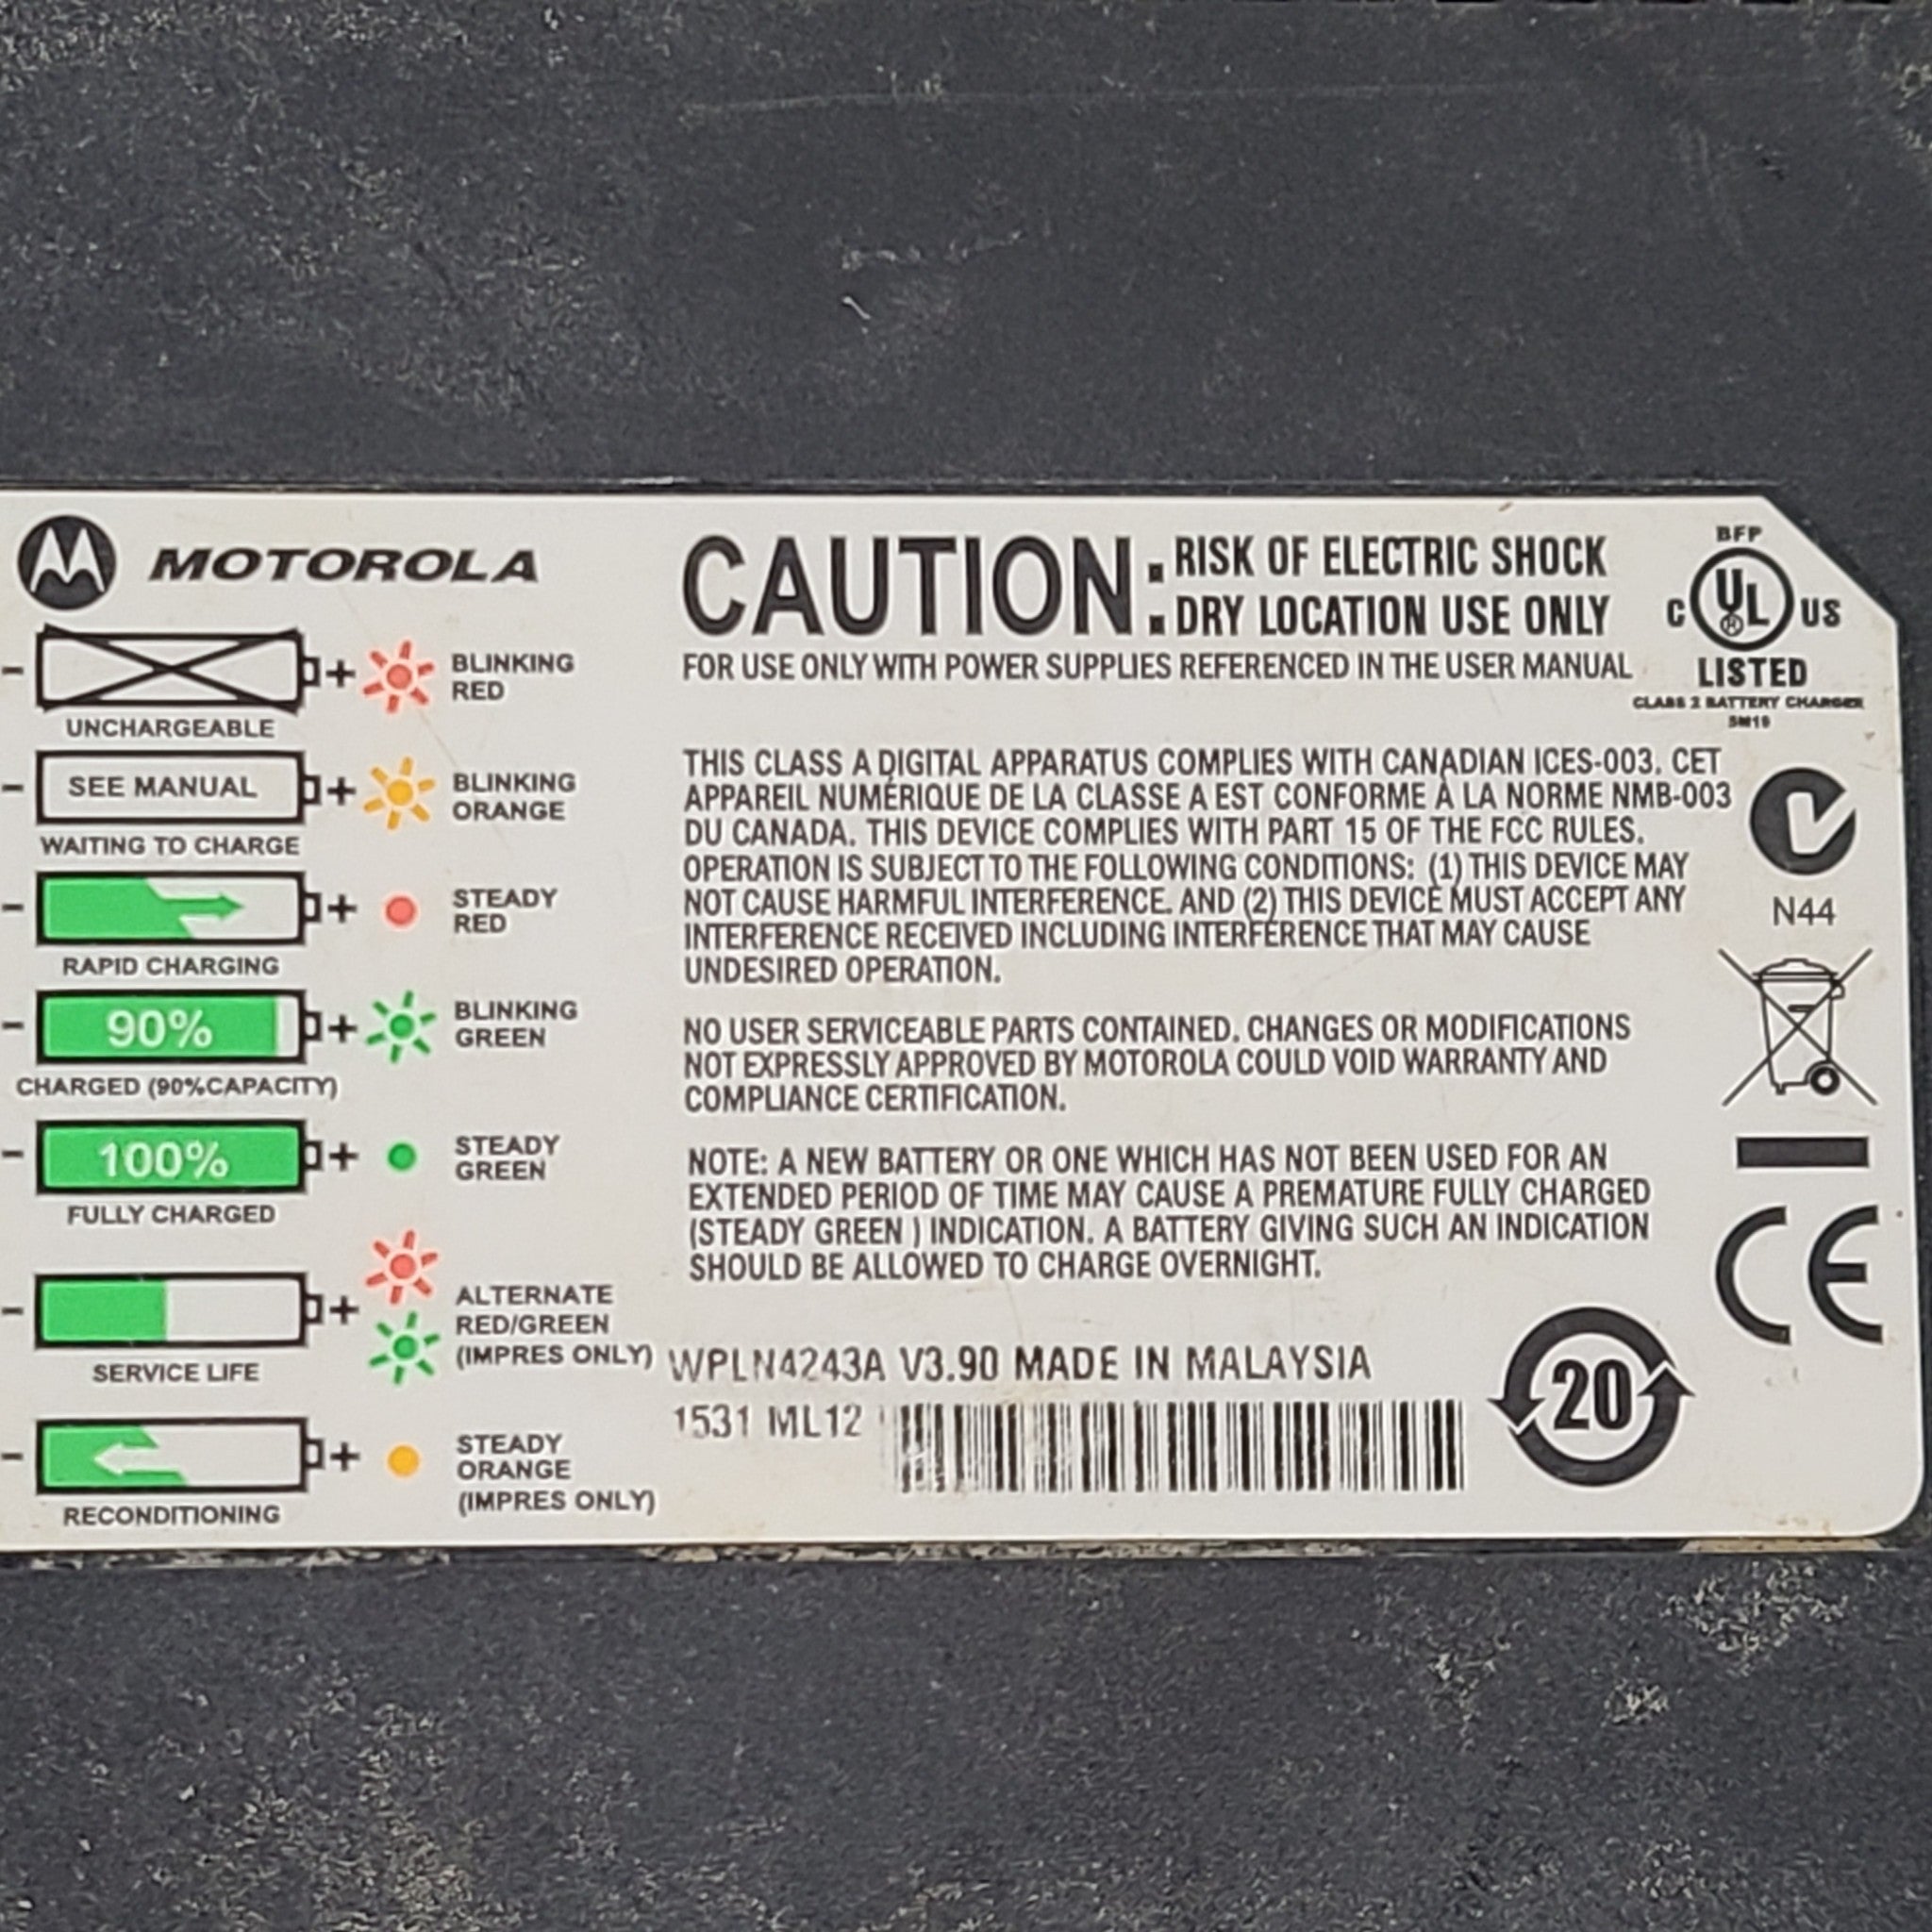 MOTOROLA
UNCHARGEABLE
BLINKING
RED
SEE MANUAL
WAITING TO CHARGE
BLINKING
ORANGE
RAPID CHARGING
STEADY
RED
90%
CHARGED (90%CAPACITY)
BLINKING
GREEN
100%
FULLY CHARGED
STEADY
GREEN
SERVICE LIFE
ALTERNATE
RED/GREEN
(IMPRES ONLY)
RECONDITIONING
STEADY
ORANGE
(IMPRES ONLY)
CAUTION: RISK OF ELECTRIC SHOCK
DRY LOCATION USE ONLY
FOR USE ONLY WITH POWER SUPPLIES REFERENCED IN THE USER MANUAL
THIS CLASS A DIGITAL APPARATUS COMPLIES WITH CANADIAN ICES-003. CET
APPAREIL NUMÉRIQUE DE LA CLASSE A EST CONFORME À LA NORME NMB-003
DU CANADA. THIS DEVICE COMPLIES WITH PART 15 OF THE FCC RULES.
OPERATION IS SUBJECT TO THE FOLLOWING CONDITIONS: (1) THIS DEVICE MAY
NOT CAUSE HARMFUL INTERFERENCE. AND (2) THIS DEVICE MUST ACCEPT ANY
INTERFERENCE RECEIVED INCLUDING INTERFERENCE THAT MAY CAUSE
UNDESIRED OPERATION.
NO USER SERVICEABLE PARTS CONTAINED. CHANGES OR MODIFICATIONS
NOT EXPRESSLY APPROVED BY MOTOROLA COULD VOID WARRANTY AND
COMPLIANCE CERTIFICATION.
NOTE: A NEW BATTERY OR ONE WHICH HAS NOT BEEN USED FOR AN
EXTENDED PERIOD OF TIME MAY CAUSE A PREMATURE FULLY CHARGED
(STEADY GREEN ) INDICATION. A BATTERY GIVING SUCH AN INDICATION
SHOULD BE ALLOWED TO CHARGE OVERNIGHT.
WPLN4243A V3.90 MADE IN MALAYSIA
1531 ML12
BFP
C UL® US
LISTED
CLASS 2 BATTERY CHARGER
5M19
N44
CE
20